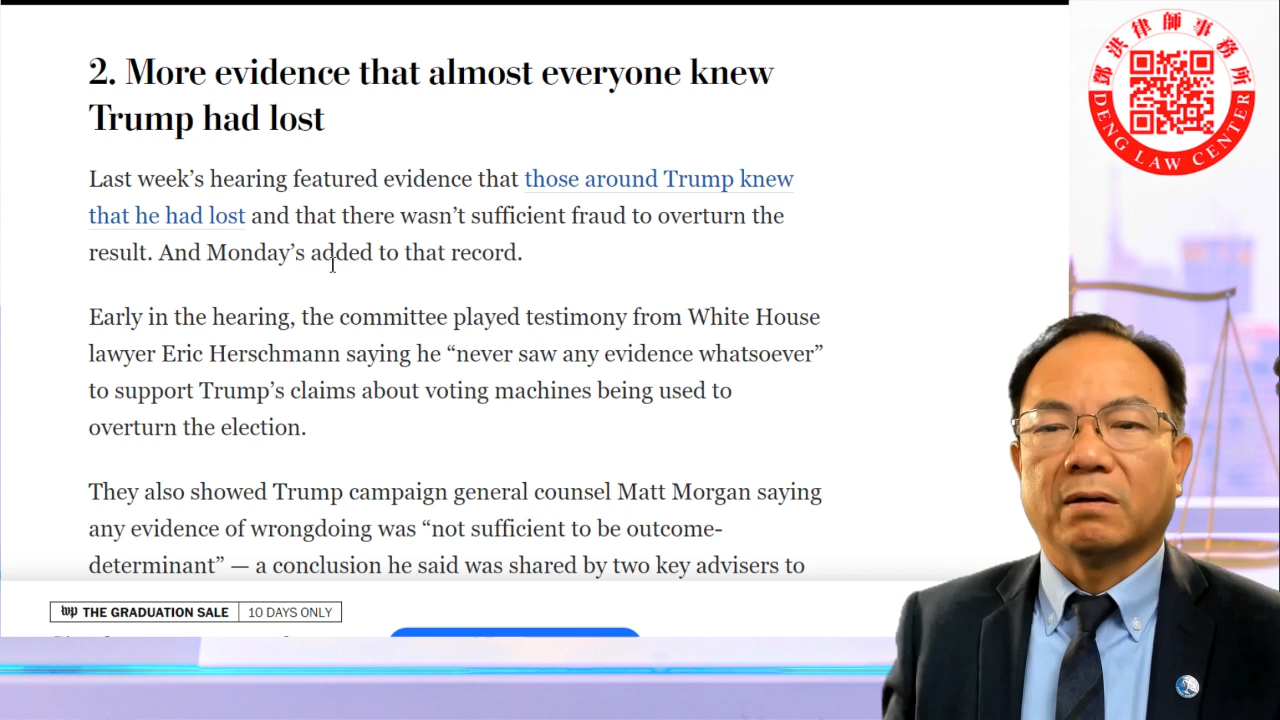 2. More evidence that almost everyone knew
Trump had lost
Last week’s hearing featured evidence that those around Trump knew
that he had lost and that there wasn’t sufficient fraud to overturn the
result. And Monday’s added to that record.
Early in the hearing, the committee played testimony from White House
lawyer Eric Herschmann saying he “never saw any evidence whatsoever”
to support Trump’s claims about voting machines being used to
overturn the election.
They also showed Trump campaign general counsel Matt Morgan saying
any evidence of wrongdoing was “not sufficient to be outcome-
determinant” — a conclusion he said was shared by two key advisers to
wp THE GRADUATION SALE 10 DAYS ONLY
鄧洪律師事務所
DENG LAW CENTER